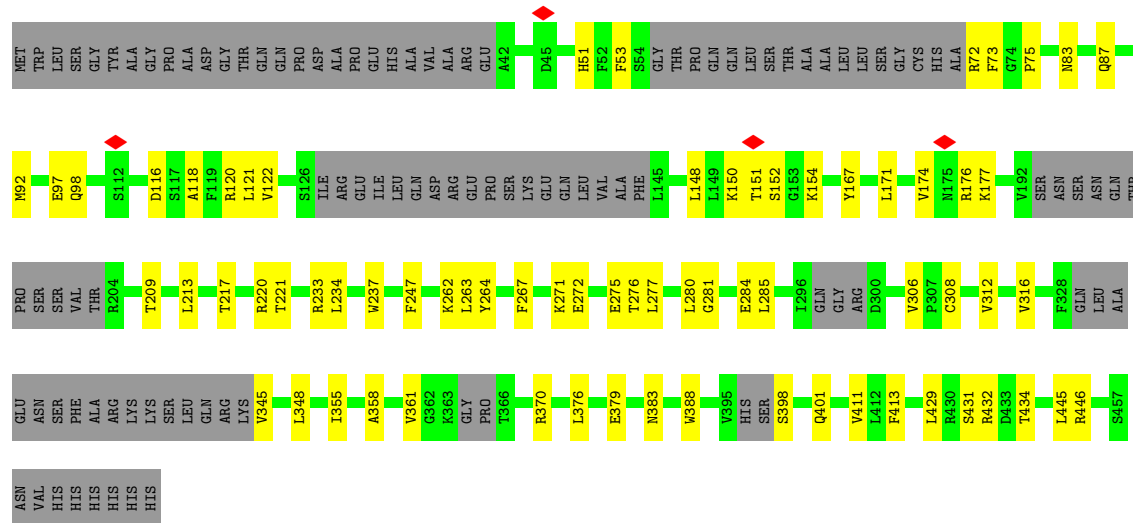 MET TRP LEU SER GLY TYR ALA GLY PRO ALA ASP GLY THR GLN GLN PRO ASP ALA PRO GLU HIS ALA VAL ALA ARG GLU A42 D45 H51 F52 F53 S54 GLY THR PRO GLN GLN LEU SER THR ALA ALA LEU LEU SER GLY CYS HIS ALA R72 F73 G74 P75 N83 Q87
M92 E97 Q98 S112 D116 S117 A118 F119 R120 L121 V122 S126 ILE ARG GLU ILE LEU GLN ASP ARG GLU PRO SER LYS GLU GLN LEU VAL ALA PHE L145 L148 L149 K150 T151 S152 G153 K154 Y167 L171 V174 N175 R176 K177 V192 SER ASN SER ASN GLN THR
PRO SER SER VAL THR R204 T209 L213 T217 R220 T221 R233 L234 W237 F247 K262 L263 Y264 F267 K271 E272 E275 T276 L277 L280 G281 E284 L285 I296 GLN GLY ARG D300 V306 P307 C308 V312 V316 F328 GLN LEU ALA
GLU ASN SER PHE ALA ARG LYS LYS SER LEU GLN ARG LYS V345 L348 I355 A358 V361 G362 K363 GLY PRO T366 R370 L376 E379 N383 W388 V395 HIS SER S398 Q401 V411 L412 F413 L429 R430 S431 R432 D433 T434 L445 R446 S457
ASN VAL HIS HIS HIS HIS HIS HIS